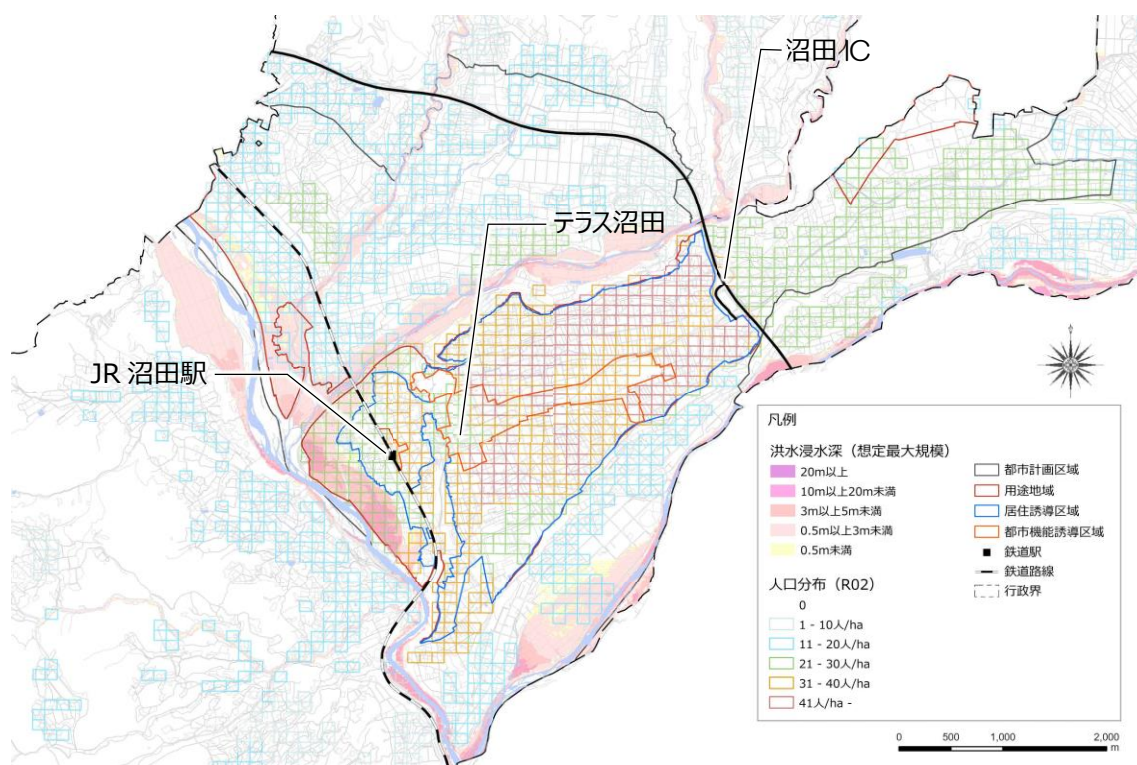 沼田IC
テラス沼田
JR沼田駅
凡例
洪水浸水深（想定最大規模）
20m以上
10m以上20m未満
3m以上5m未満
0.5m以上3m未満
0.5m未満
人口分布（R02）
0
1 - 10人/ha
11 - 20人/ha
21 - 30人/ha
31 - 40人/ha
41人/ha -
都市計画区域
用途地域
居住誘導区域
都市機能誘導区域
鉄道駅
鉄道路線
行政界
0 500 1,000 2,000
m